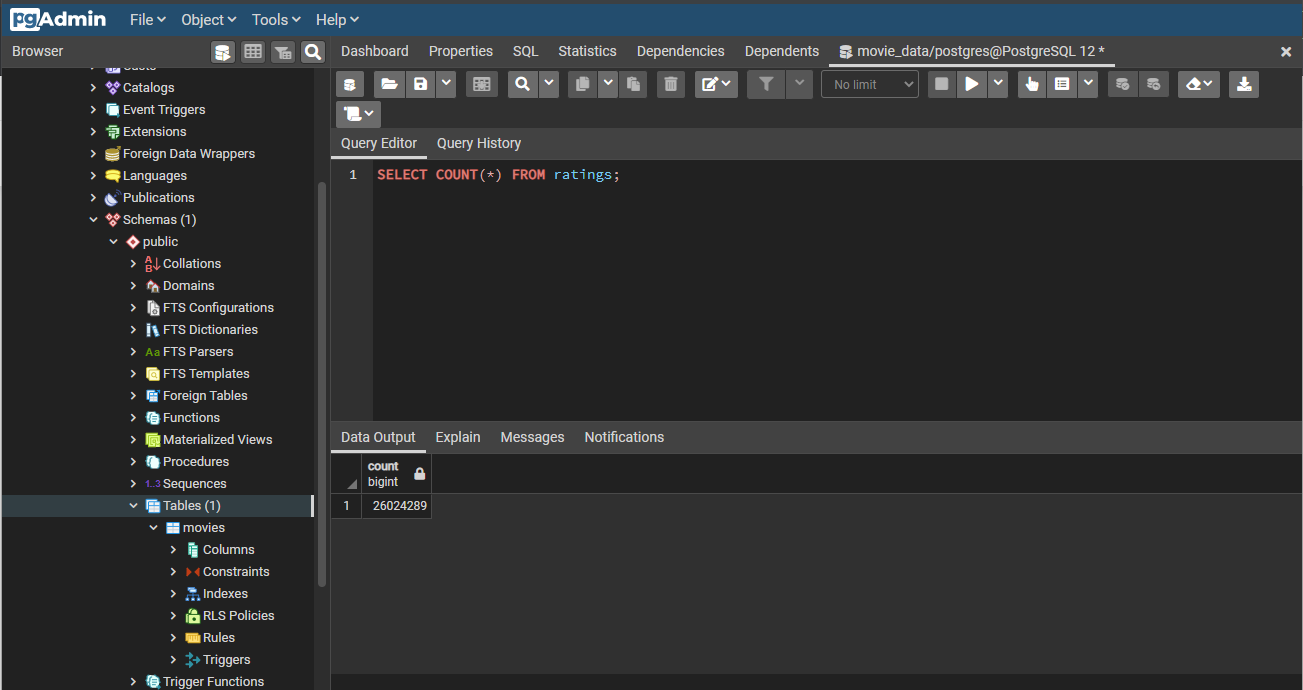 pgAdmin File Object Tools Help
Browser
Dashboard Properties SQL Statistics Dependencies Dependents movie_data/postgres@PostgreSQL 12 *
No limit
Query Editor Query History
1 SELECT COUNT(*) FROM ratings;
Catalogs
Event Triggers
Extensions
Foreign Data Wrappers
Languages
Publications
Schemas (1)
public
Collations
Domains
FTS Configurations
FTS Dictionaries
Aa FTS Parsers
FTS Templates
Foreign Tables
Functions
Materialized Views
Procedures
1..3 Sequences
Tables (1)
movies
Columns
Constraints
Indexes
RLS Policies
Rules
Triggers
Trigger Functions
Data Output Explain Messages Notifications
count
bigint
1 26024289